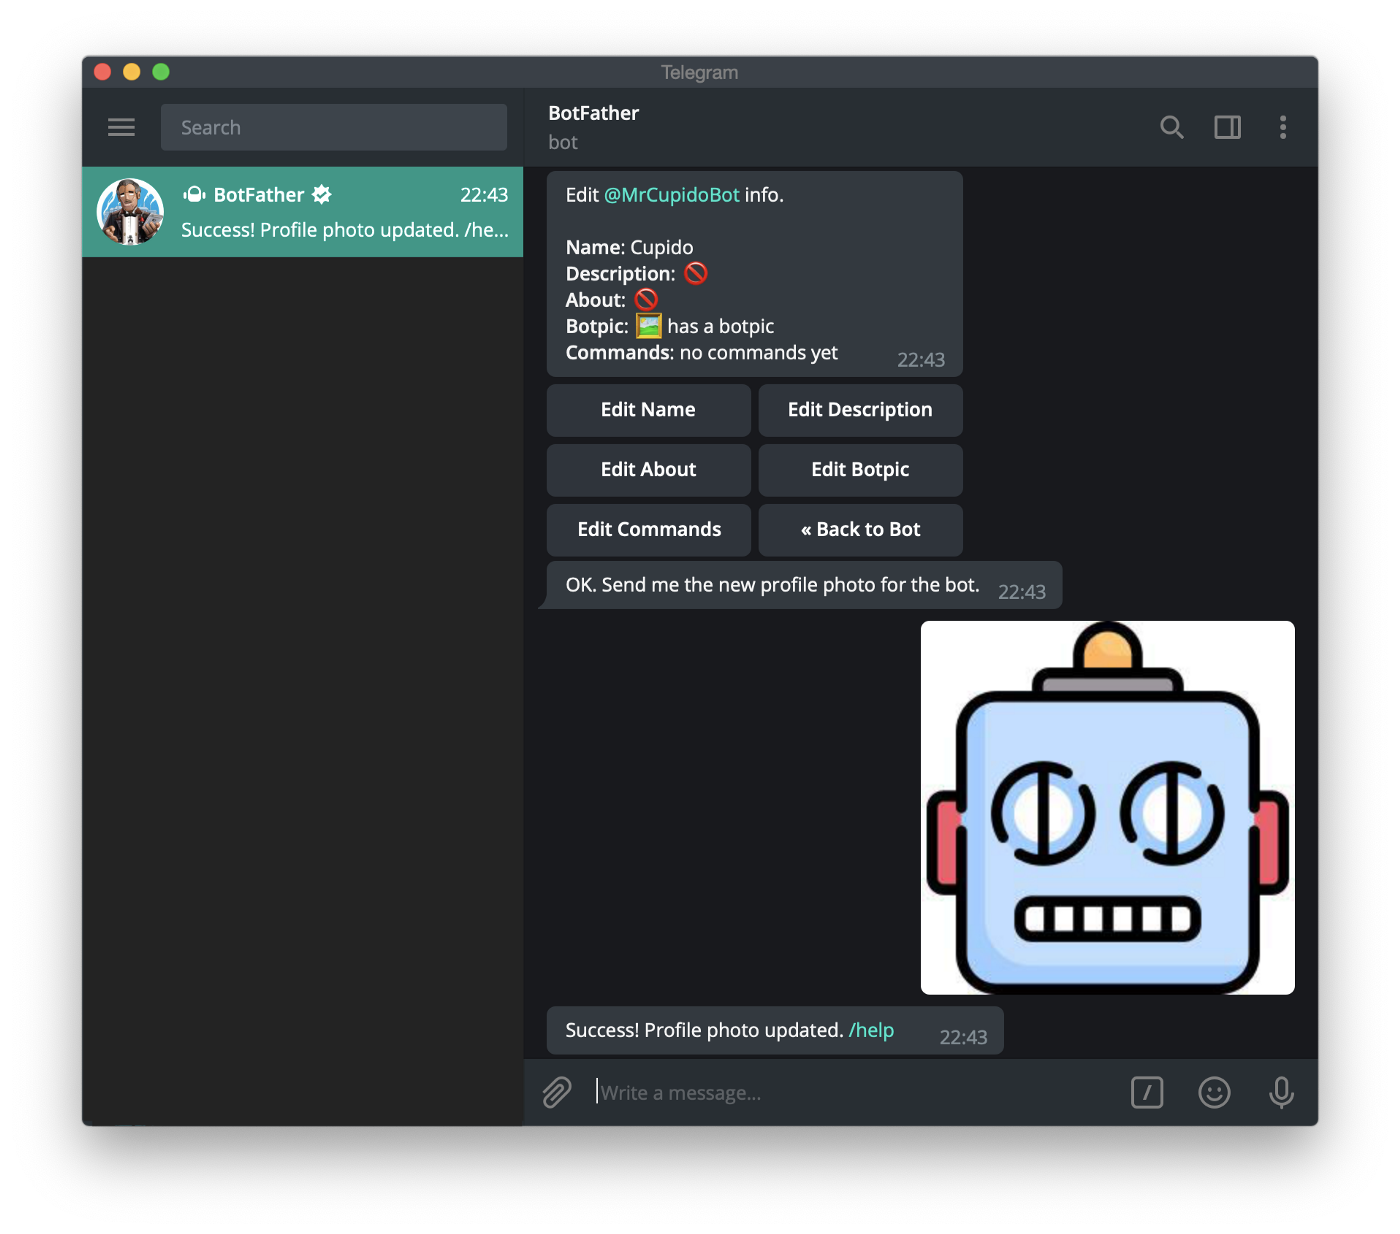 Telegram
Search
BotFather
22:43
Success! Profile photo updated. /he...
BotFather
bot
Edit @MrCupidoBot info.
Name: Cupido
Description:
About:
Botpic: has a botpic
Commands: no commands yet
22:43
Edit Name
Edit Description
Edit About
Edit Botpic
Edit Commands
« Back to Bot
OK. Send me the new profile photo for the bot.
22:43
Success! Profile photo updated. /help
22:43
Write a message...